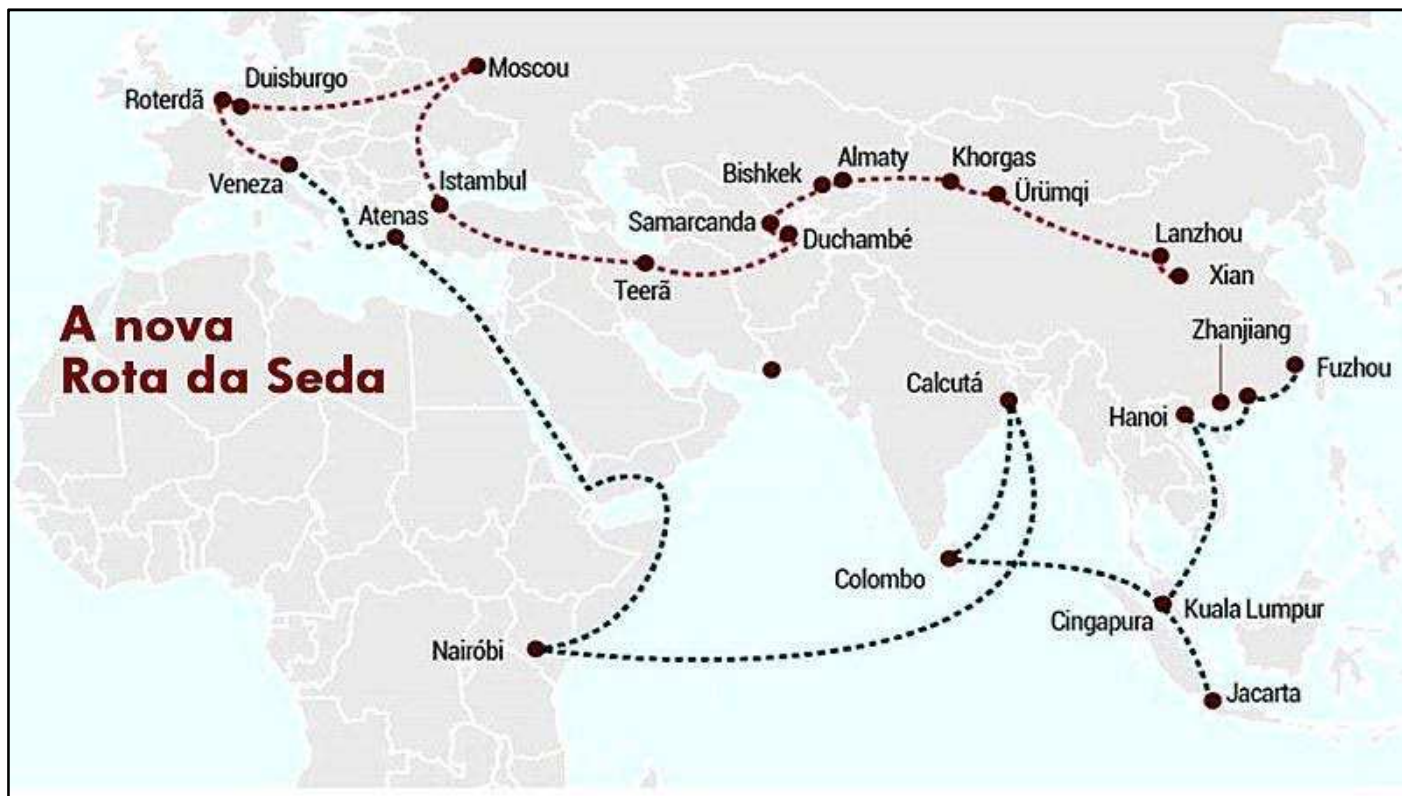 Moscou
Duisburgo
Roterdã
Veneza
Istambul
Atenas
Bishkek
Almaty
Khorgas
Ürümqi
Samarcanda
Duchambé
Lanzhou
Xian
Teerã
A nova
Rota da Seda
Zhanjiang
Fuzhou
Calcutá
Hanoi
Colombo
Cingapura
Kuala Lumpur
Nairóbi
Jacarta